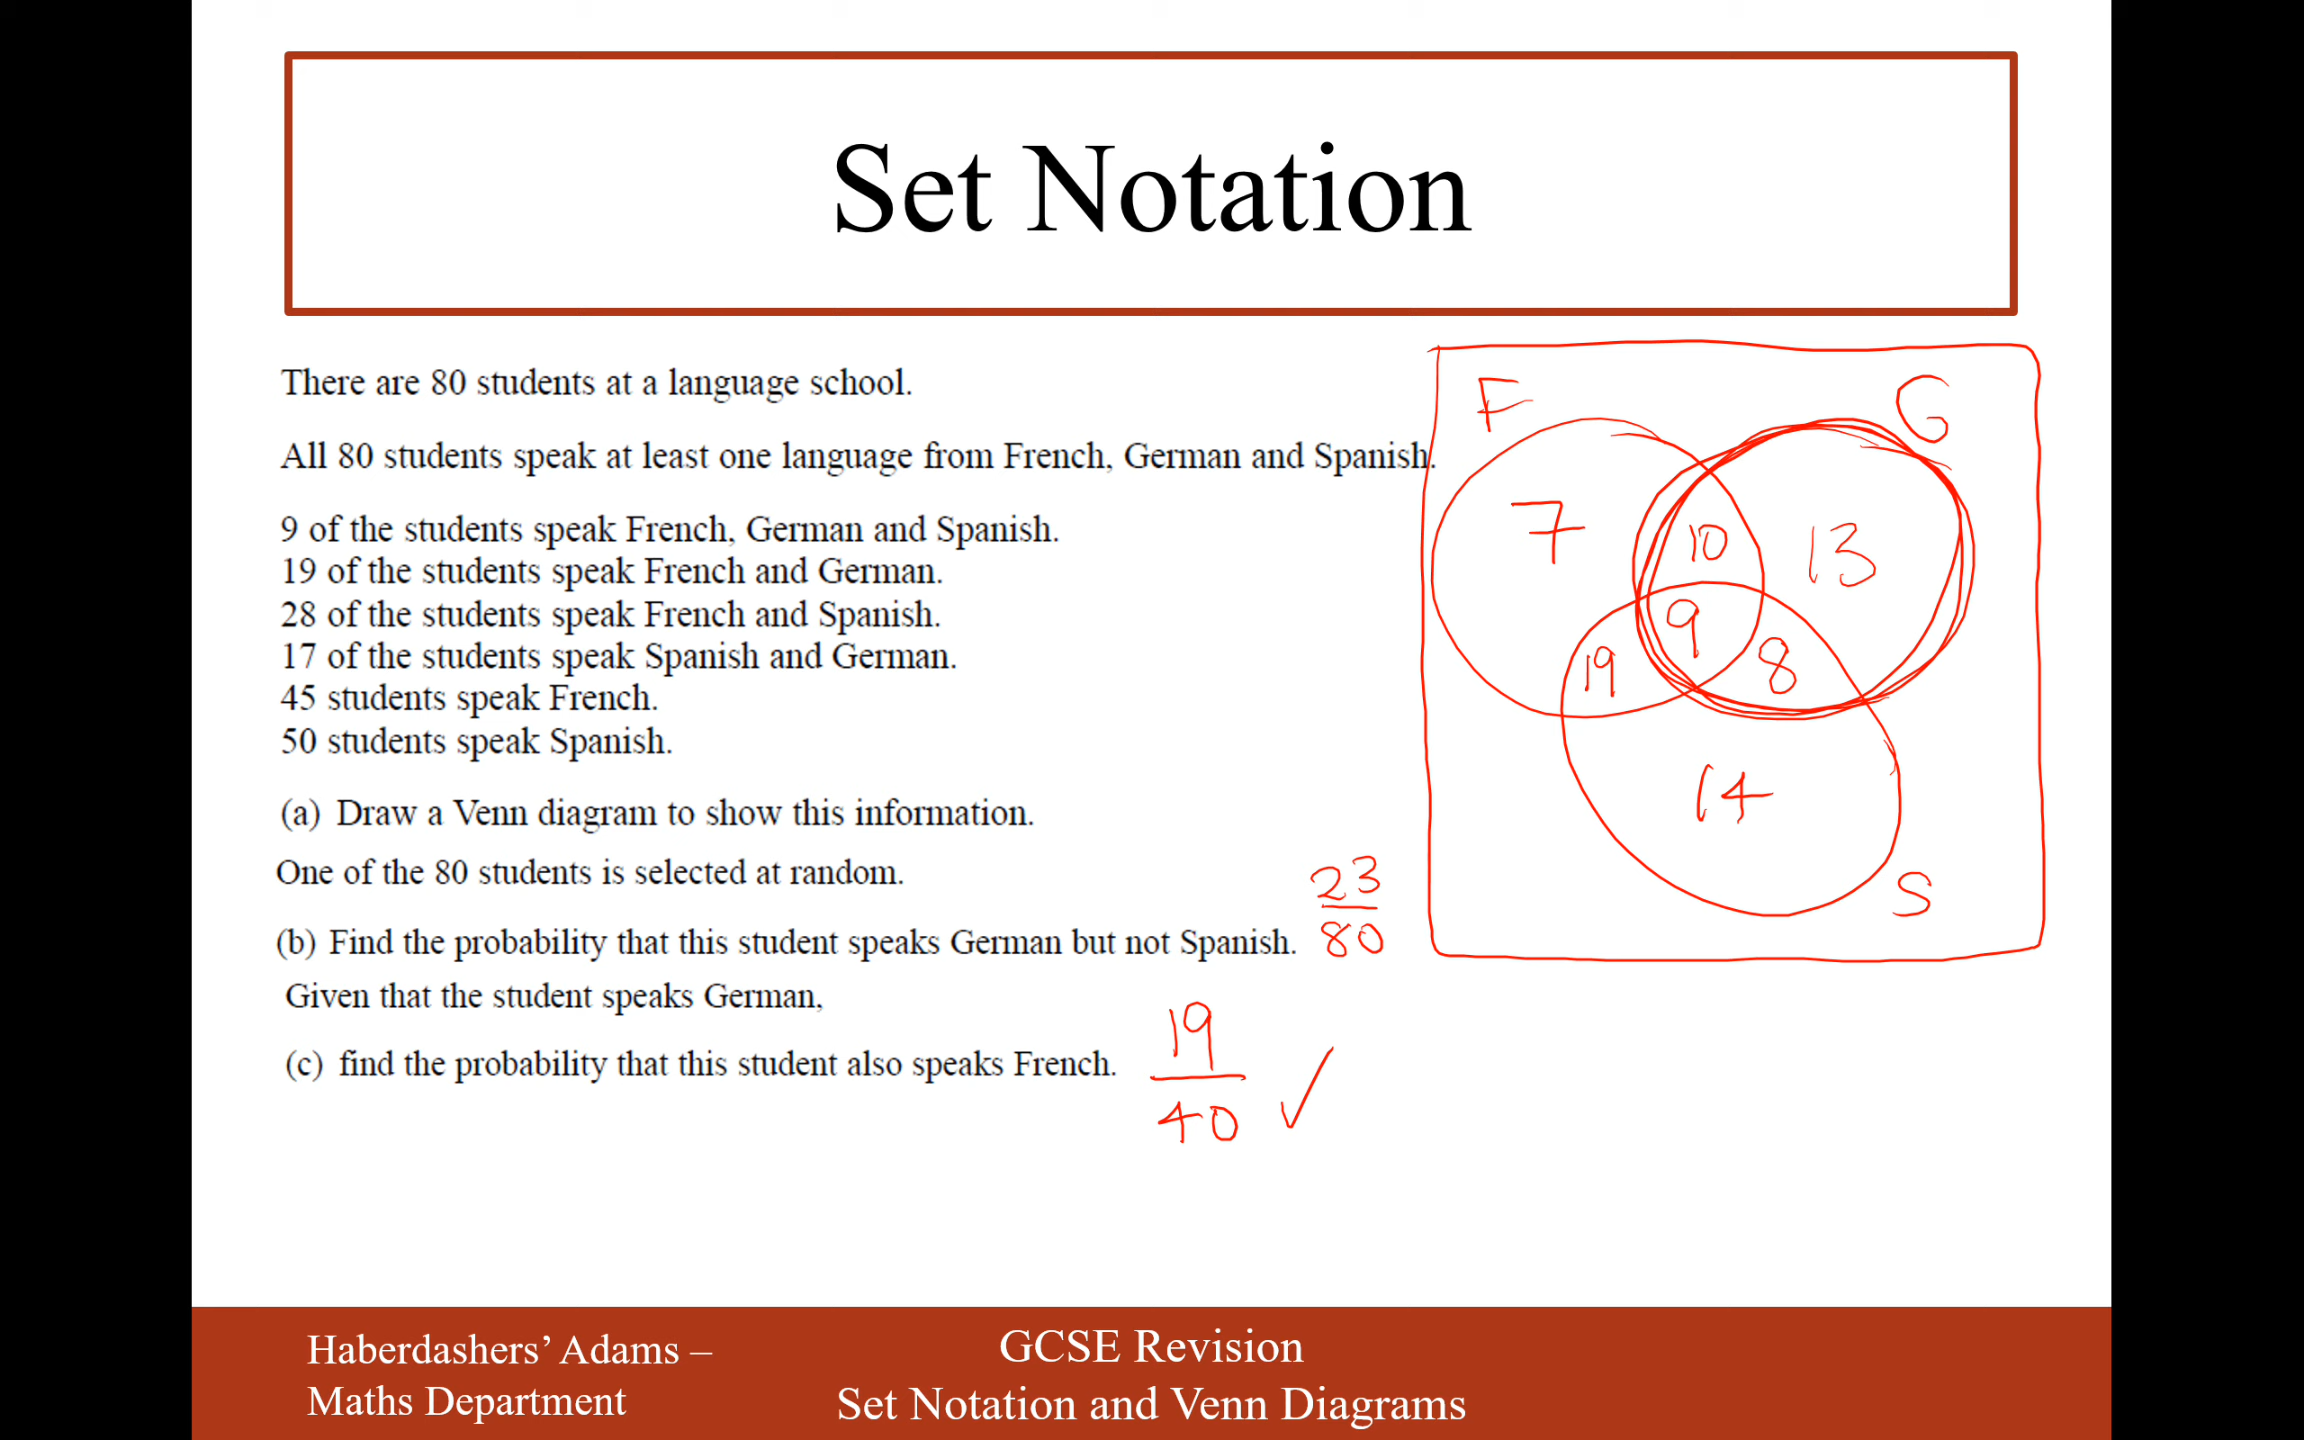 Set Notation
There are 80 students at a language school.
All 80 students speak at least one language from French, German and Spanish.
9 of the students speak French, German and Spanish.
19 of the students speak French and German.
28 of the students speak French and Spanish.
17 of the students speak Spanish and German.
45 students speak French.
50 students speak Spanish.
(a) Draw a Venn diagram to show this information.
One of the 80 students is selected at random.
(b) Find the probability that this student speaks German but not Spanish.
23
80
Given that the student speaks German,
(c) find the probability that this student also speaks French.
19
40 ✓
F
G
7
10
13
9
19
8
14
S
Haberdashers’ Adams –
Maths Department
GCSE Revision
Set Notation and Venn Diagrams